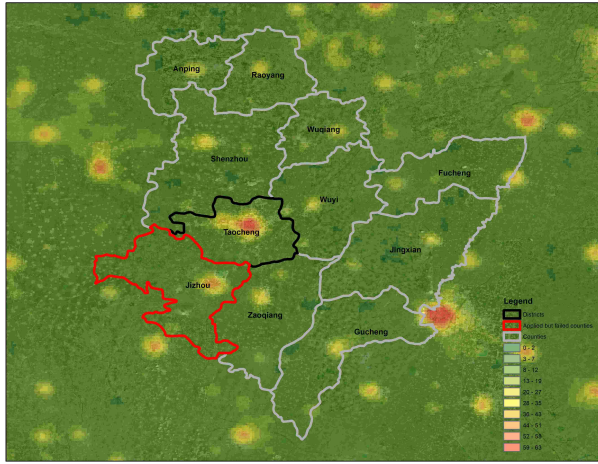 Anping
Raoyang
Wuqiang
Shenzhou
Fucheng
Wuyi
Taocheng
Jingxian
Jizhou
Zaoqiang
Gucheng
Legend
Districts
Applied but failed counties
Counties
0 - 2
3 - 7
8 - 12
13 - 19
20 - 27
28 - 35
36 - 43
44 - 51
52 - 58
59 - 63